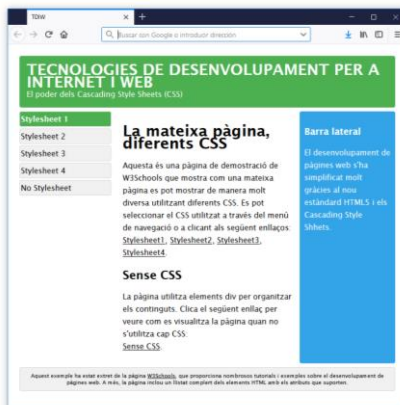 TDIW
Buscar con Google o introducir dirección
TECNOLOGIES DE DESENVOLUPAMENT PER A
INTERNET I WEB
El poder dels Cascading Style Sheets (CSS)
Stylesheet 1
Stylesheet 2
Stylesheet 3
Stylesheet 4
No Stylesheet
La mateixa pàgina,
diferents CSS
Aquesta és una pàgina de demostració de
W3Schools que mostra com una mateixa
pàgina es pot mostrar de manera molt
diversa utilitzant diferents CSS. Es pot
seleccionar el CSS utilitzat a través del menú
de navegació o a clicant als següent enllaços:
Stylesheet1, Stylesheet2, Stylesheet3,
Stylesheet4.
Sense CSS
La pàgina utilitza elements div per organitzar
els continguts. Clica el següent enllaç per
veure com es visualitza la pàgina quan no
s'utilitza cap CSS:
Sense CSS.
Barra lateral
El desenvolupament de
pàgines web s'ha
simplificat molt
gràcies al nou
estàndard HTML5 i els
Cascading Style
Shhets.
Aquest exemple ha estat extret de la pàgina W3Schools, que proporciona nombrosos tutorials i exemples sobre el desenvolupament de
pàgines web. A més, la pàgina inclou un llistat complert dels elements HTML amb els atributs que suporten.